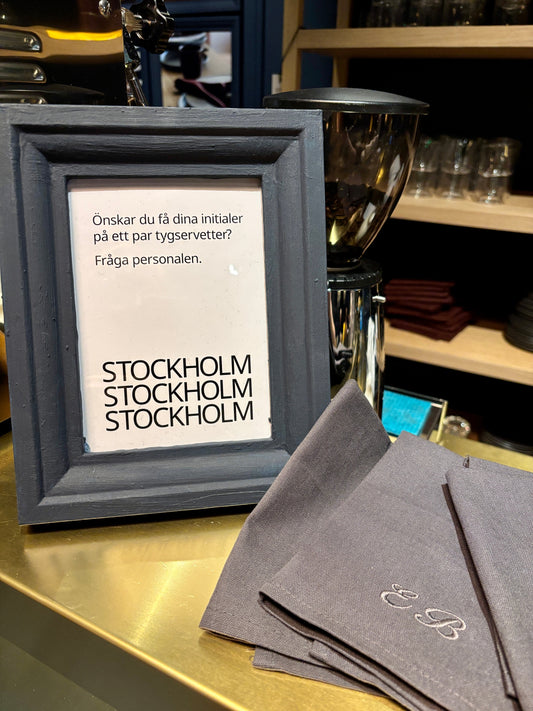 Önskar du få dina initialer
på ett par tygservetter?
Fråga personalen.
STOCKHOLM
STOCKHOLM
STOCKHOLM
E B